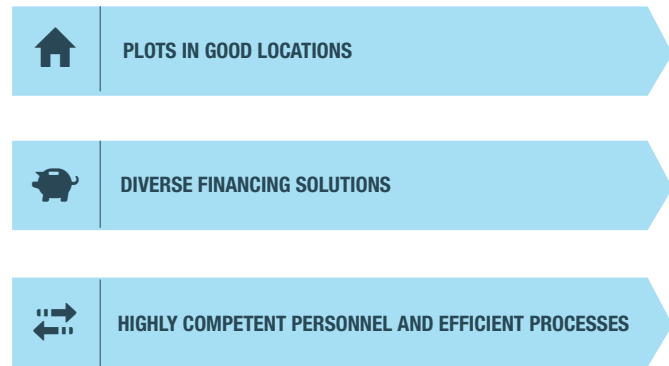 PLOTS IN GOOD LOCATIONS
DIVERSE FINANCING SOLUTIONS
HIGHLY COMPETENT PERSONNEL AND EFFICIENT PROCESSES